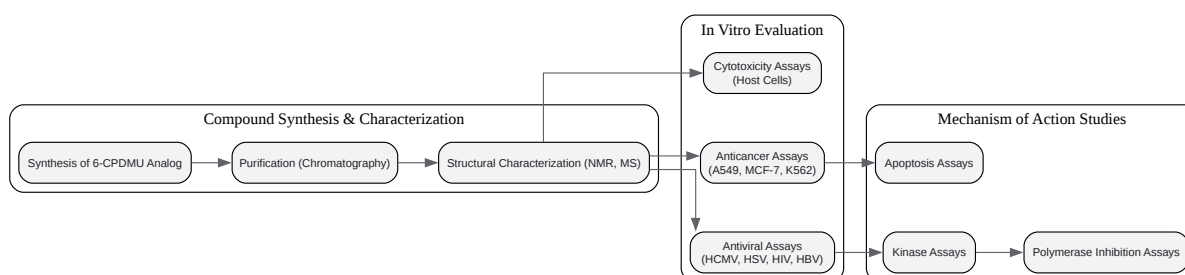 In Vitro Evaluation
Cytotoxicity Assays
(Host Cells)
Compound Synthesis & Characterization
Mechanism of Action Studies
Synthesis of 6-CPDMU Analog
Purification (Chromatography)
Structural Characterization (NMR, MS)
Anticancer Assays
(A549, MCF-7, K562)
Apoptosis Assays
Antiviral Assays
(HCMV, HSV, HIV, HBV)
Kinase Assays
Polymerase Inhibition Assays